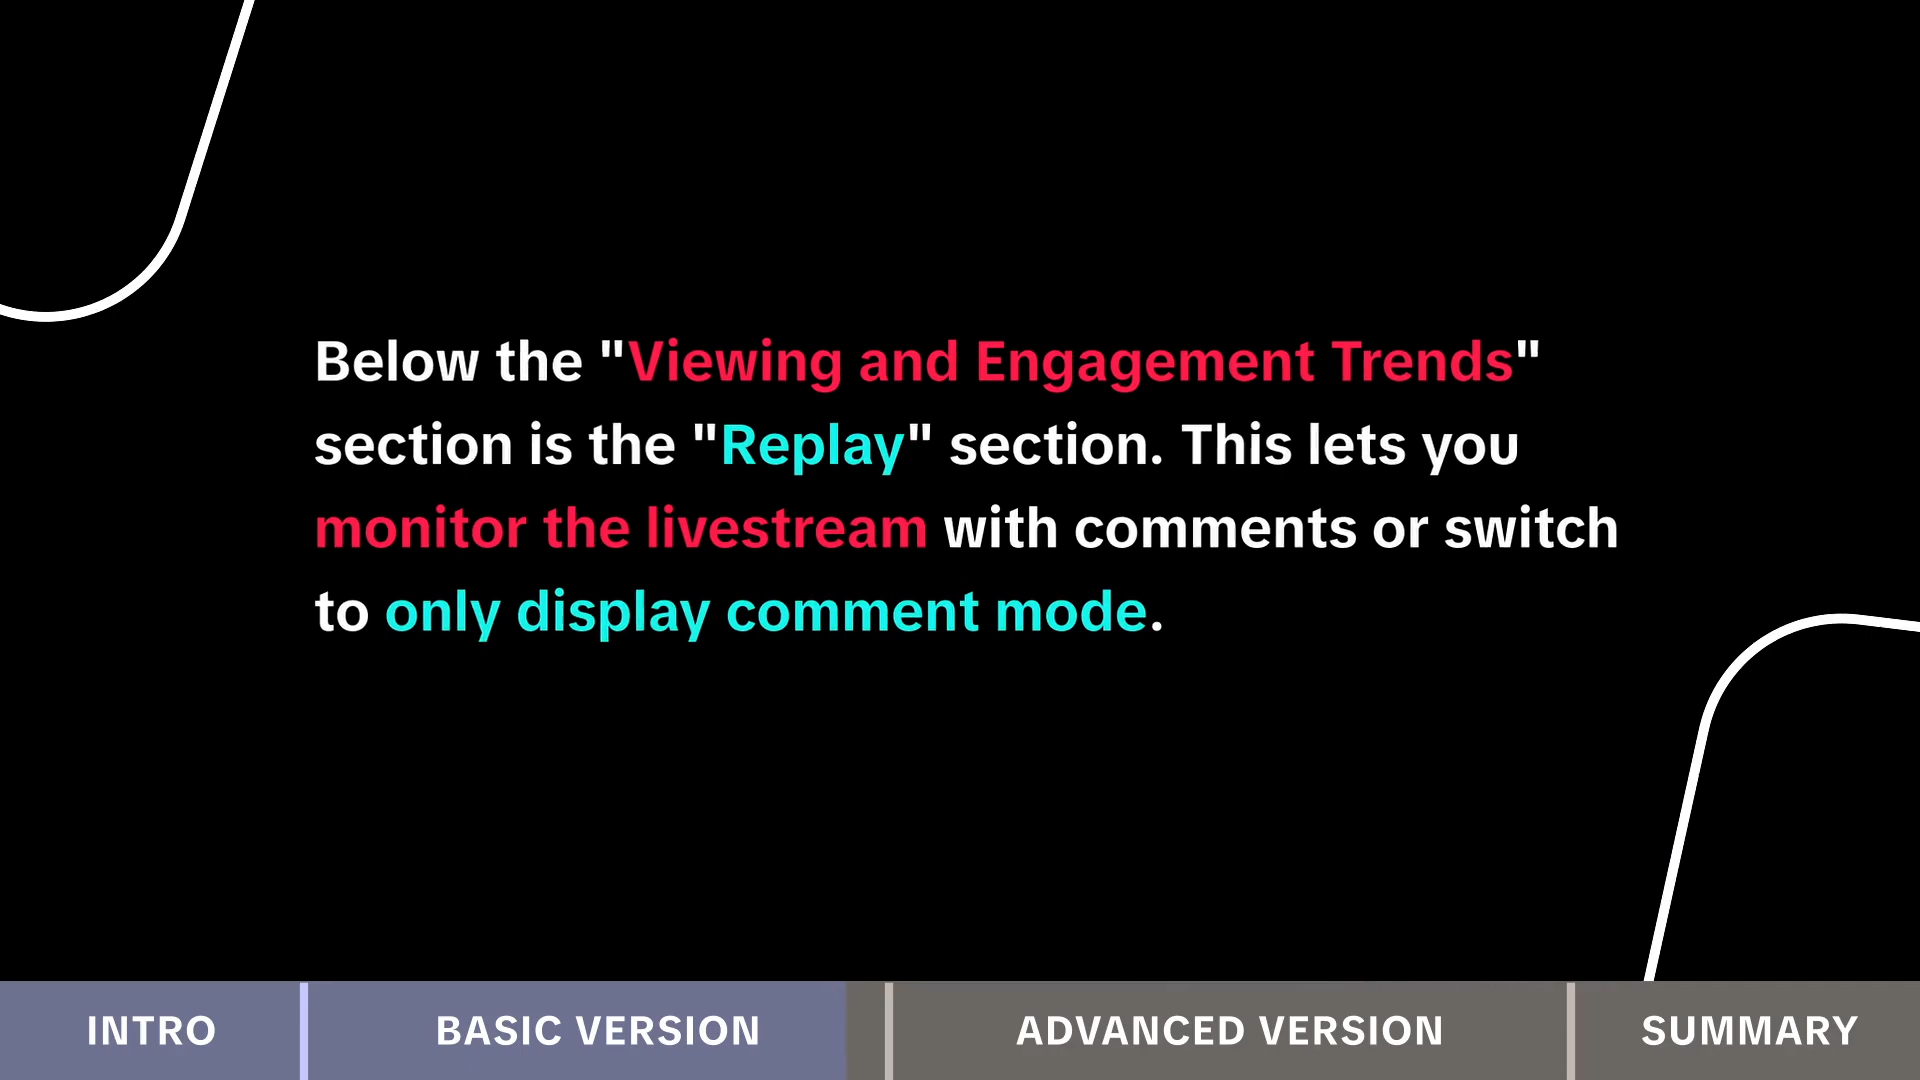 Below the "Viewing and Engagement Trends"
section is the "Replay" section. This lets you
monitor the livestream with comments or switch
to only display comment mode.
INTRO
BASIC VERSION
ADVANCED VERSION
SUMMARY